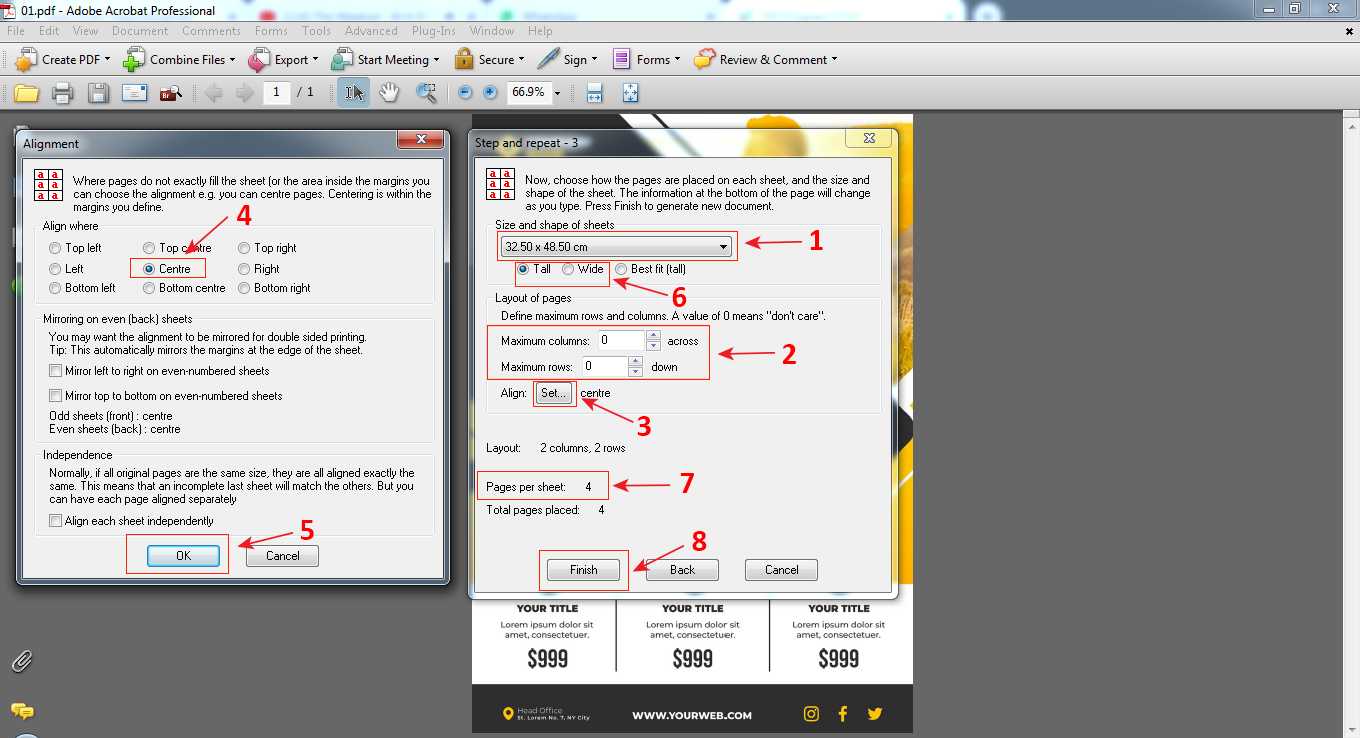 01.pdf - Adobe Acrobat Professional
File Edit View Document Comments Forms Tools Advanced Plug-Ins Window Help
Create PDF Combine Files Export Start Meeting Secure Sign Forms Review & Comment
1 / 1 66.9%
Alignment
Where pages do not exactly fill the sheet (or the area inside the margins you
can choose the alignment e.g. you can centre pages. Centering is within the
margins you define.
4
Align where
Top left Top centre Top right
Left Centre Right
Bottom left Bottom centre Bottom right
Mirroring on even (back) sheets
You may want the alignment to be mirrored for double sided printing.
Tip: This automatically mirrors the margins at the edge of the sheet.
Mirror left to right on even-numbered sheets
Mirror top to bottom on even-numbered sheets
Odd sheets (front) : centre
Even sheets (back) : centre
Independence
Normally, if all original pages are the same size, they are all aligned exactly the
same. This means that an incomplete last sheet will match the others. But you
can have each page aligned separately
Align each sheet independently
5
OK Cancel
Step and repeat - 3
Now, choose how the pages are placed on each sheet, and the size and
shape of the sheet. The information at the bottom of the page will change
as you type. Press Finish to generate new document.
Size and shape of sheets
32.50 x 48.50 cm
1
Tall Wide Best fit (tall)
6
Layout of pages
Define maximum rows and columns. A value of 0 means "don't care".
Maximum columns: 0 across
2
Maximum rows: 0 down
Align: Set... centre
3
Layout: 2 columns, 2 rows
Pages per sheet: 4
7
Total pages placed: 4
8
Finish Back Cancel
YOUR TITLE YOUR TITLE YOUR TITLE
Lorem ipsum dolor sit Lorem ipsum dolor sit Lorem ipsum dolor sit
amet, consectetuer. amet, consectetuer. amet, consectetuer.
$999 $999 $999
Head Office
St. Lorem No. 7, NY City
WWW.YOURWEB.COM